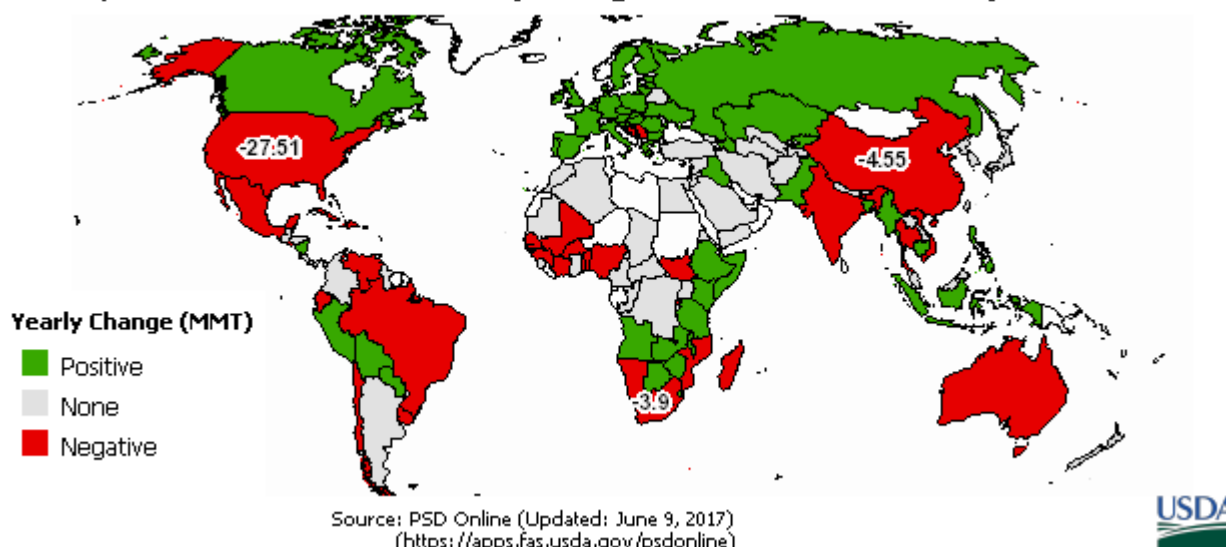 -27.51
-4.55
-3.9
Yearly Change (MMT)
Positive
None
Negative
Source: PSD Online (Updated: June 9, 2017)
(https://apps.fas.usda.gov/psdonline)
USDA